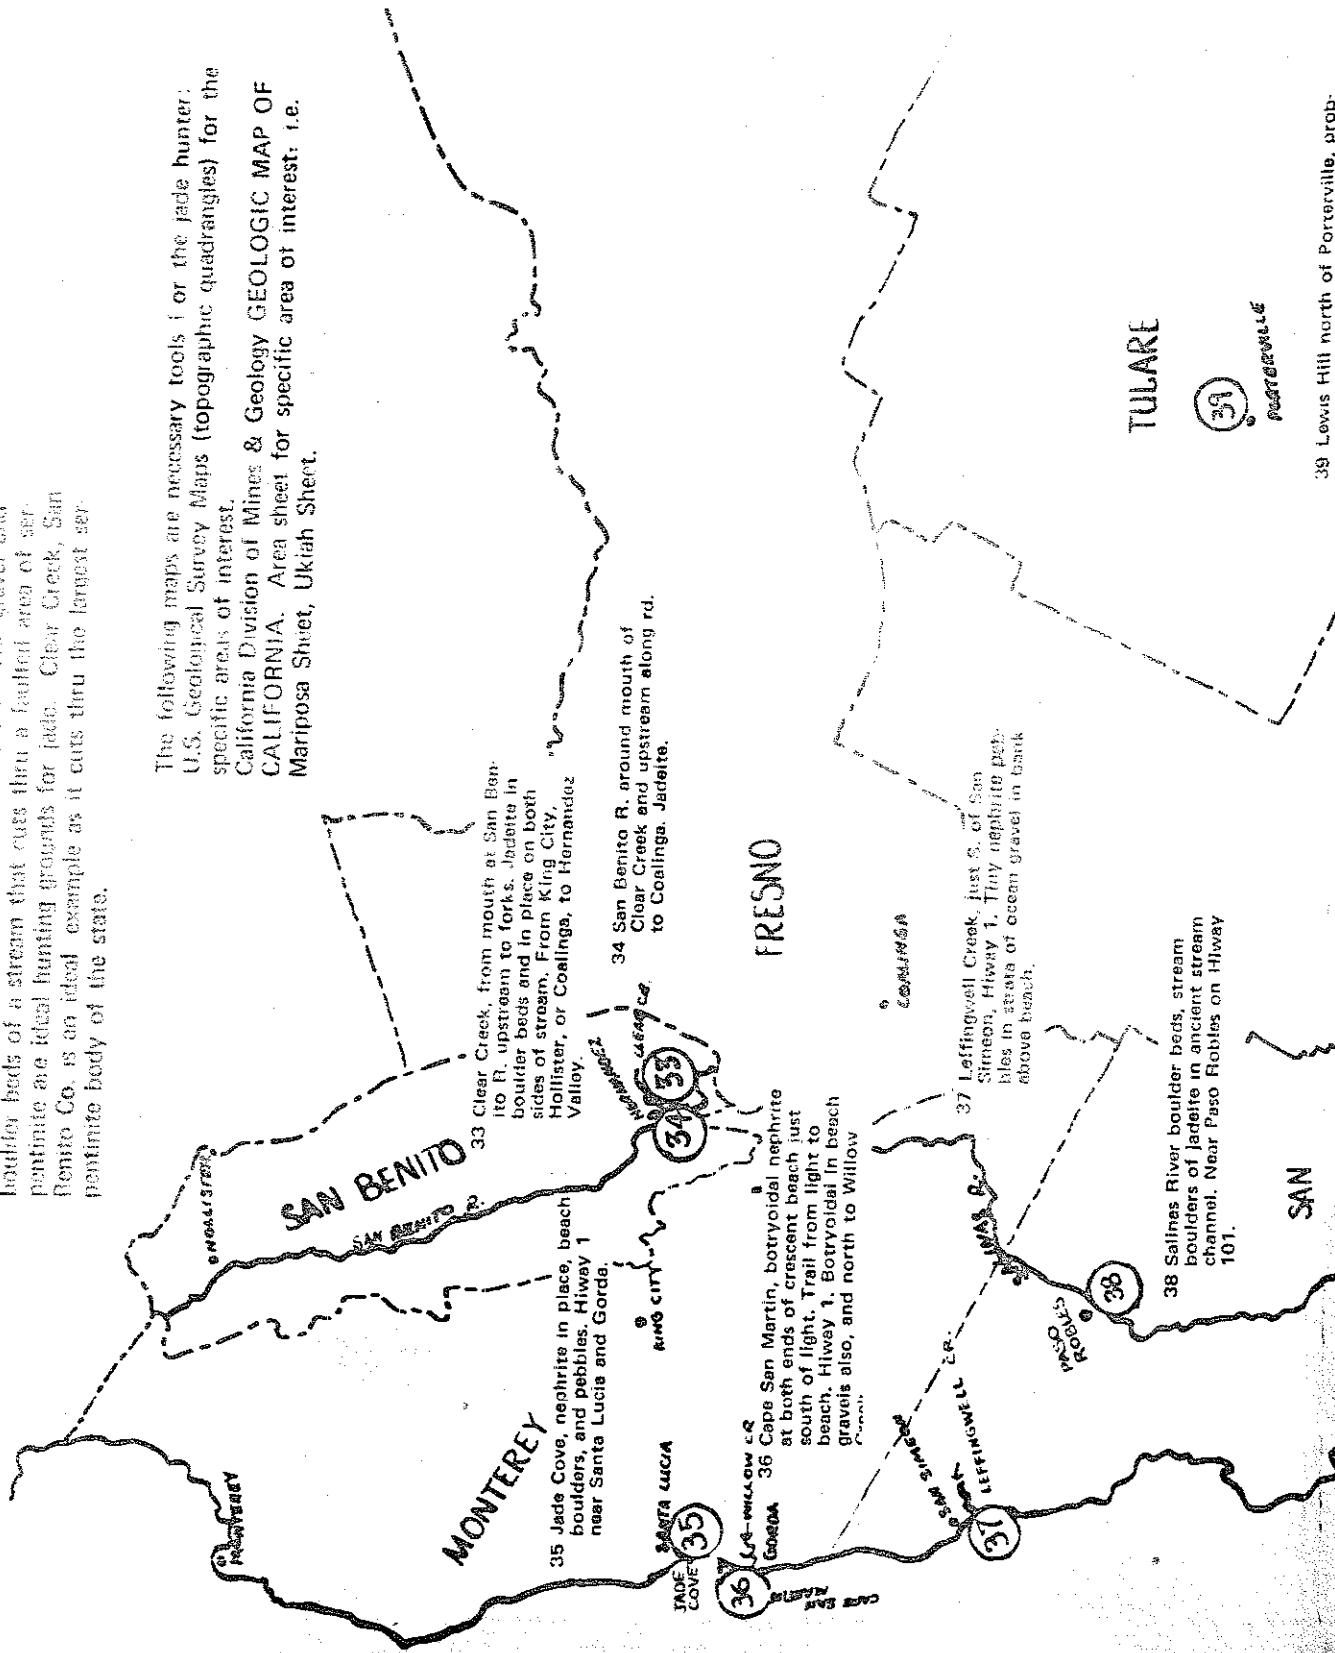 boulder beds of a stream that cuts thru a faulted area of ser-
pentinite are ideal hunting grounds for jade. Clear Creek, San
Benito Co. is an ideal example as it cuts thru the largest ser-
pentinite body of the state.
The following maps are necessary tools for the jade hunter:
U.S. Geological Survey Maps (topographic quadrangles) for the
specific areas of interest.
California Division of Mines & Geology GEOLOGIC MAP OF
CALIFORNIA. Area sheet for specific area of interest: i.e.
Mariposa Sheet, Ukiah Sheet.
HOLLISTER
SAN BENITO
SAN BENITO R.
33 Clear Creek, from mouth at San Ben-
ito R. upstream to forks. Jadeite in
boulder beds and in place on both
sides of stream. From King City,
Hollister, or Coalinga, to Hernandez
Valley.
HERNANDEZ
CLEAR CR.
33
34
34 San Benito R. around mouth of
Clear Creek and upstream along rd.
to Coalinga. Jadeite.
MONTEREY
MONTEREY
35 Jade Cove, nephrite in place, beach
boulders, and pebbles. Hiway 1
near Santa Lucia and Gorda.
KING CITY
SANTA LUCIA
JADE
COVE
35
36
WILLOW CR
GORDA
36 Cape San Martin, botryoidal nephrite
at both ends of crescent beach just
south of light. Trail from light to
beach. Hiway 1. Botryoidal in beach
gravels also, and north to Willow
FRESNO
COALINGA
37 Leffingwell Creek, just S. of San
Simeon, Hiway 1. Tiny nephrite peb-
bles in strata of ocean gravel in bank
above beach.
SAN SIMEON
LEFFINGWELL CR.
37
PASO
ROBLES
38
38 Salinas River boulder beds, stream
boulders of jadeite in ancient stream
channel. Near Paso Robles on Hiway
101.
SAN
TULARE
39
PORTERVILLE
39 Lewis Hill north of Porterville, prob-